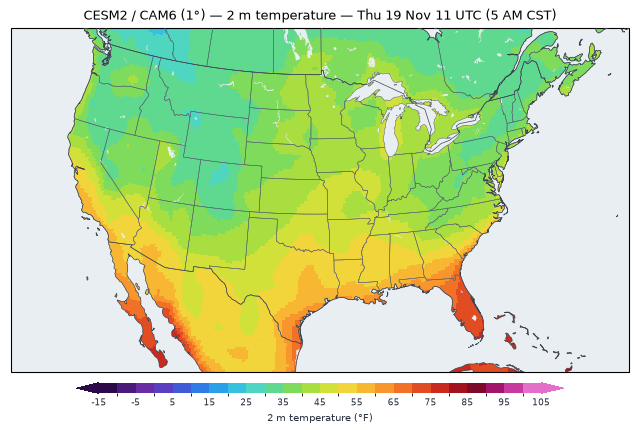 CESM2 / CAM6 (1°) — 2 m temperature — Thu 19 Nov 11 UTC (5 AM CST)
-15 -5 5 15 25 35 45 55 65 75 85 95 105
2 m temperature (°F)